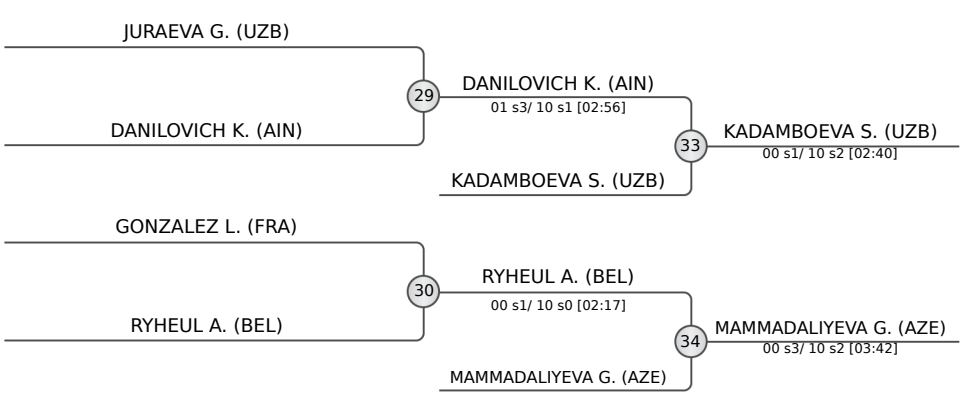 JURAEVA G. (UZB)
29
DANILOVICH K. (AIN)
DANILOVICH K. (AIN)
01 s3/ 10 s1 [02:56]
33
KADAMBOEVA S. (UZB)
KADAMBOEVA S. (UZB)
00 s1/ 10 s2 [02:40]
GONZALEZ L. (FRA)
30
RYHEUL A. (BEL)
RYHEUL A. (BEL)
00 s1/ 10 s0 [02:17]
34
MAMMADALIYEVA G. (AZE)
MAMMADALIYEVA G. (AZE)
00 s3/ 10 s2 [03:42]